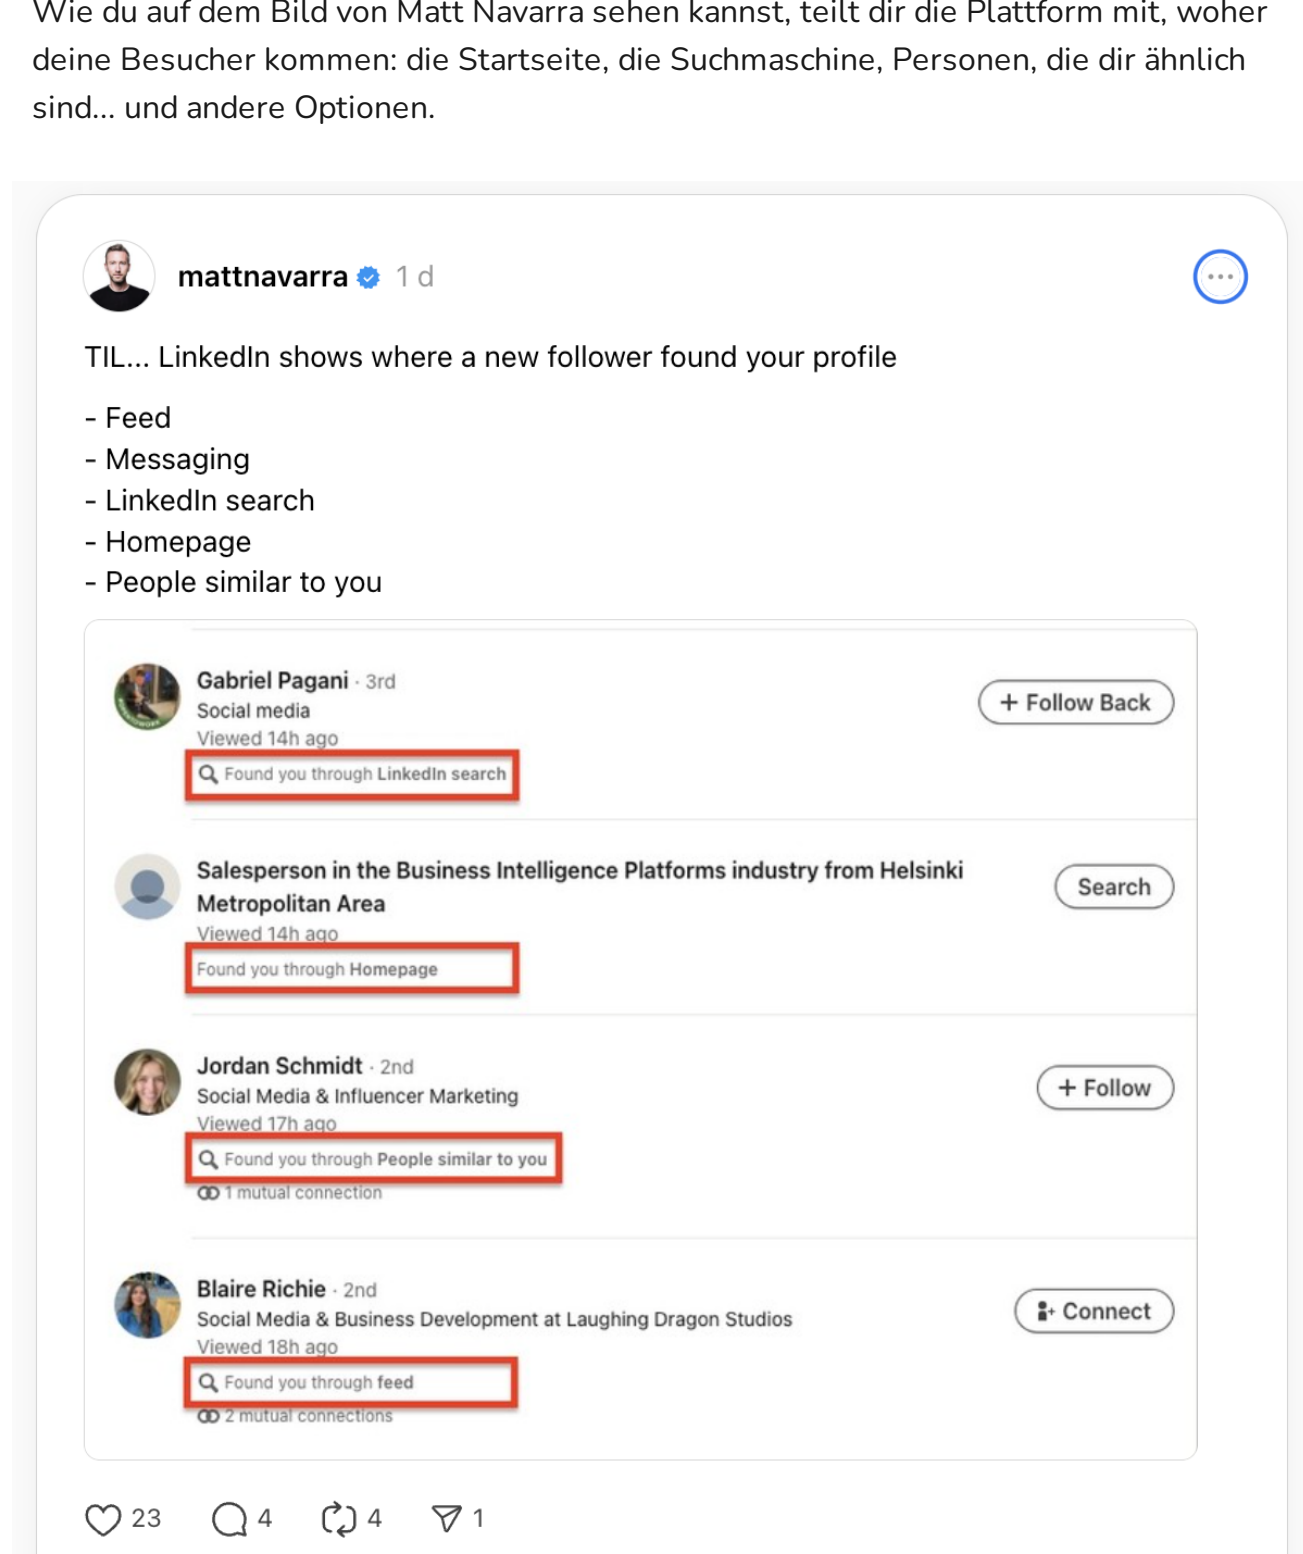 Wie du auf dem Bild von Matt Navarra sehen kannst, teilt dir die Plattform mit, woher
deine Besucher kommen: die Startseite, die Suchmaschine, Personen, die dir ähnlich
sind... und andere Optionen.
mattnavarra 1 d
TIL... LinkedIn shows where a new follower found your profile
- Feed
- Messaging
- LinkedIn search
- Homepage
- People similar to you
Gabriel Pagani · 3rd
Social media
Viewed 14h ago
Found you through LinkedIn search
+ Follow Back
Salesperson in the Business Intelligence Platforms industry from Helsinki
Metropolitan Area
Viewed 14h ago
Found you through Homepage
Search
Jordan Schmidt · 2nd
Social Media & Influencer Marketing
Viewed 17h ago
Found you through People similar to you
1 mutual connection
+ Follow
Blaire Richie · 2nd
Social Media & Business Development at Laughing Dragon Studios
Viewed 18h ago
Found you through feed
2 mutual connections
Connect
23 4 4 1